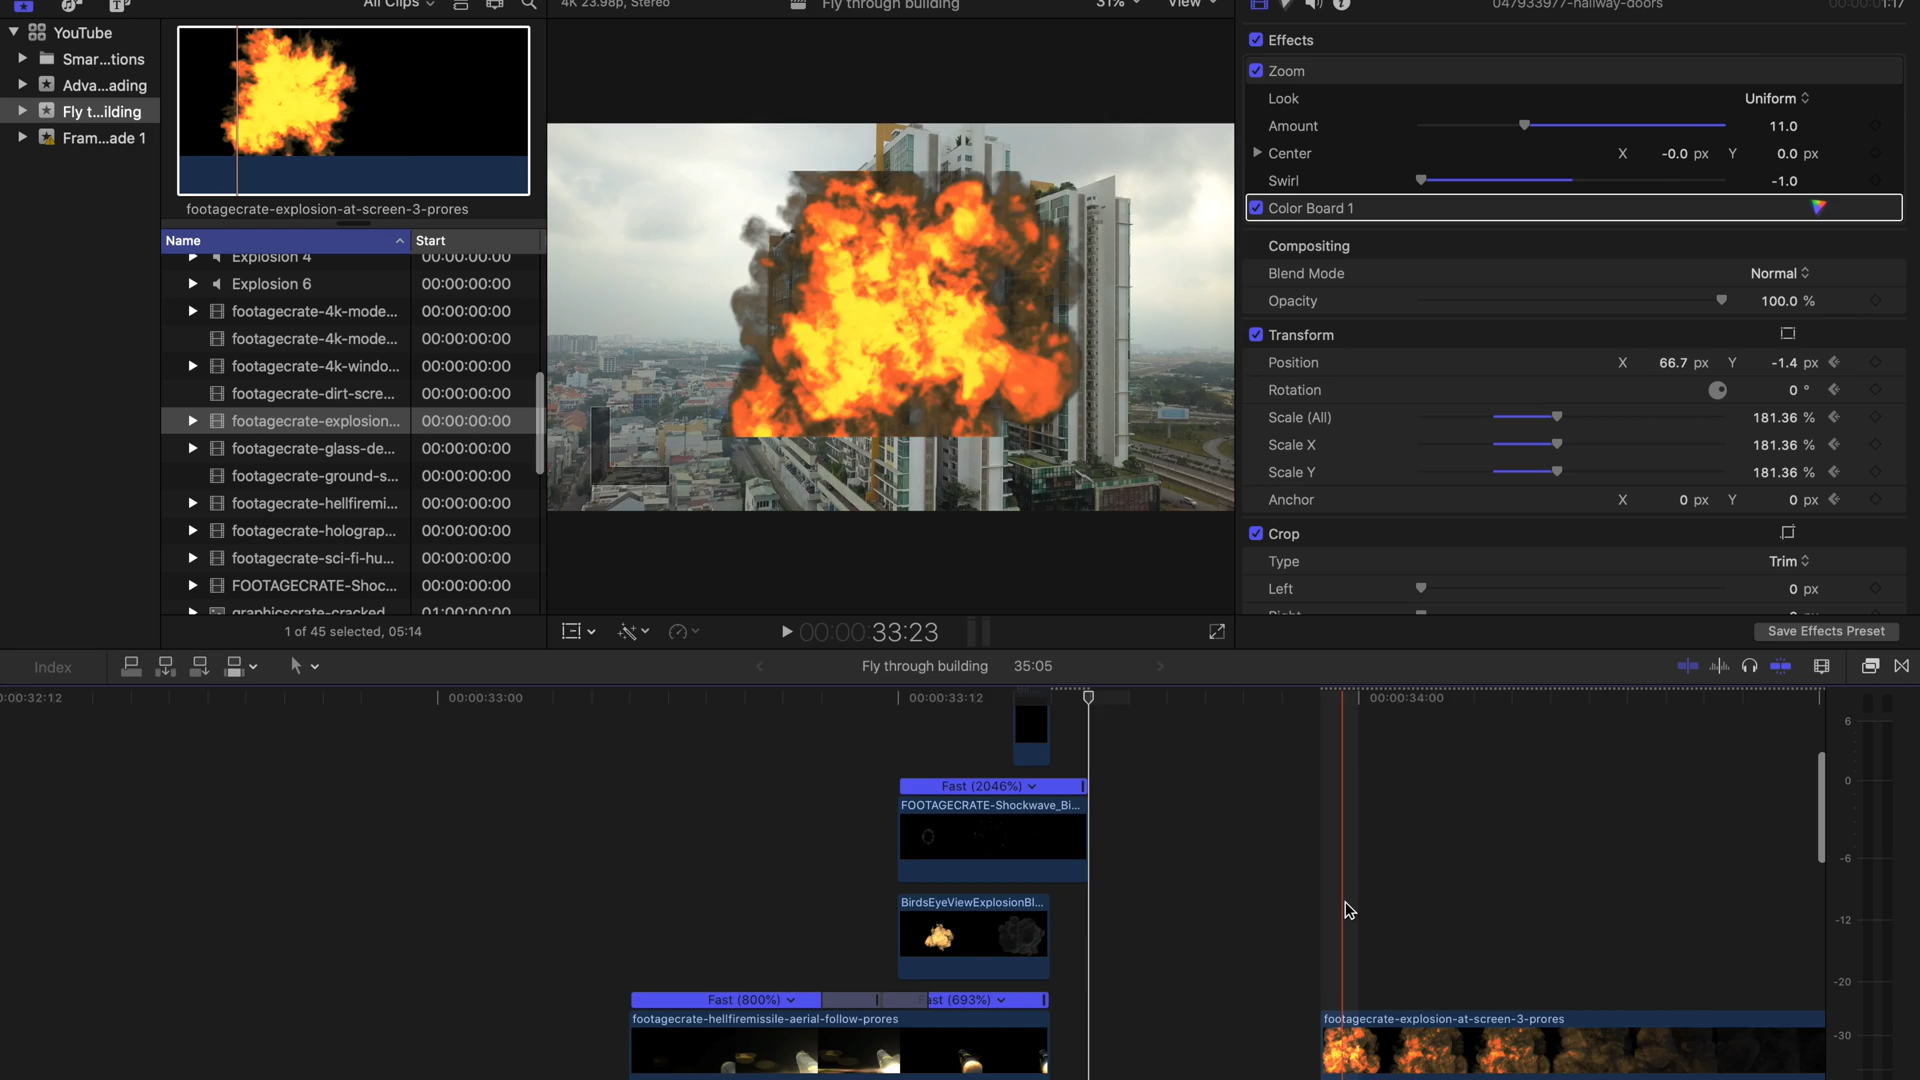 All Clips
4K 23.98p, Stereo
Fly through building
31%
View
047933977-hallway-doors
00:00:01:17
YouTube
Smar...tions
Adva...ading
Fly t...ilding
Fram...ade 1
footagecrate-explosion-at-screen-3-prores
Name
Start
Explosion 4
00:00:00:00
Explosion 6
00:00:00:00
footagecrate-4k-mode...
00:00:00:00
footagecrate-4k-mode...
00:00:00:00
footagecrate-4k-windo...
00:00:00:00
footagecrate-dirt-scre...
00:00:00:00
footagecrate-explosion...
00:00:00:00
footagecrate-glass-de...
00:00:00:00
footagecrate-ground-s...
00:00:00:00
footagecrate-hellfiremi...
00:00:00:00
footagecrate-holograp...
00:00:00:00
footagecrate-sci-fi-hu...
00:00:00:00
FOOTAGECRATE-Shoc...
00:00:00:00
graphicscrate-cracked
01:00:00:00
1 of 45 selected, 05:14
00:00:33:23
Effects
Zoom
Look
Uniform
Amount
11.0
Center
X -0.0 px Y 0.0 px
Swirl
-1.0
Color Board 1
Compositing
Blend Mode
Normal
Opacity
100.0 %
Transform
Position
X 66.7 px Y -1.4 px
Rotation
0 °
Scale (All)
181.36 %
Scale X
181.36 %
Scale Y
181.36 %
Anchor
X 0 px Y 0 px
Crop
Type
Trim
Left
0 px
Save Effects Preset
Index
Fly through building 35:05
0:00:32:12
00:00:33:00
00:00:33:12
00:00:34:00
Fast (2046%)
FOOTAGECRATE-Shockwave_Bi...
BirdsEyeViewExplosionBl...
Fast (800%)
ast (693%)
footagecrate-hellfiremissile-aerial-follow-prores
footagecrate-explosion-at-screen-3-prores
6
0
-6
-12
-20
-30